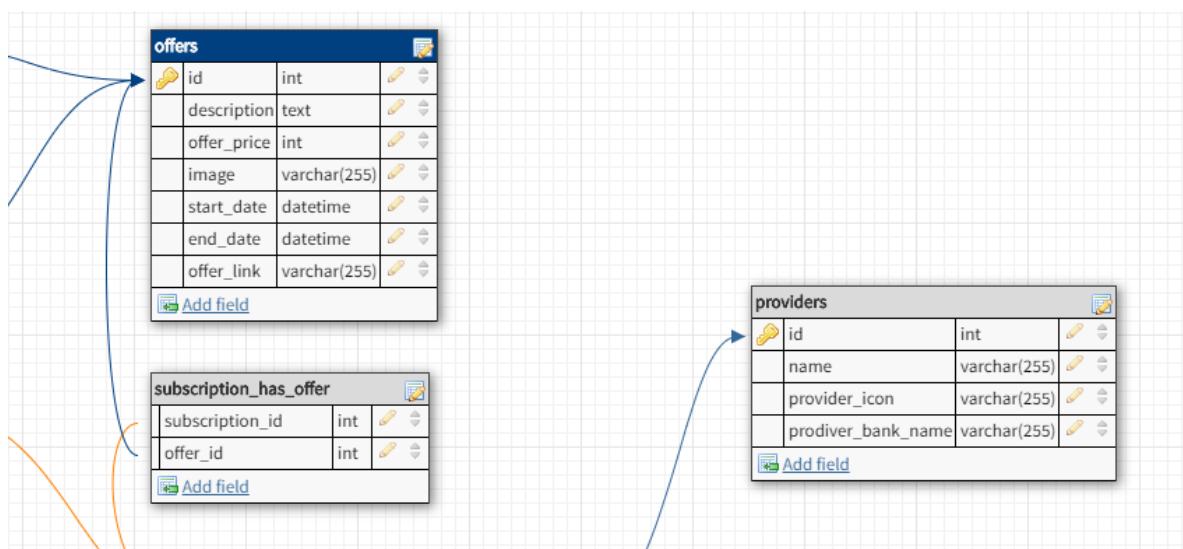 offers
id int
description text
offer_price int
image varchar(255)
start_date datetime
end_date datetime
offer_link varchar(255)
Add field
subscription_has_offer
subscription_id int
offer_id int
Add field
providers
id int
name varchar(255)
provider_icon varchar(255)
prodiver_bank_name varchar(255)
Add field